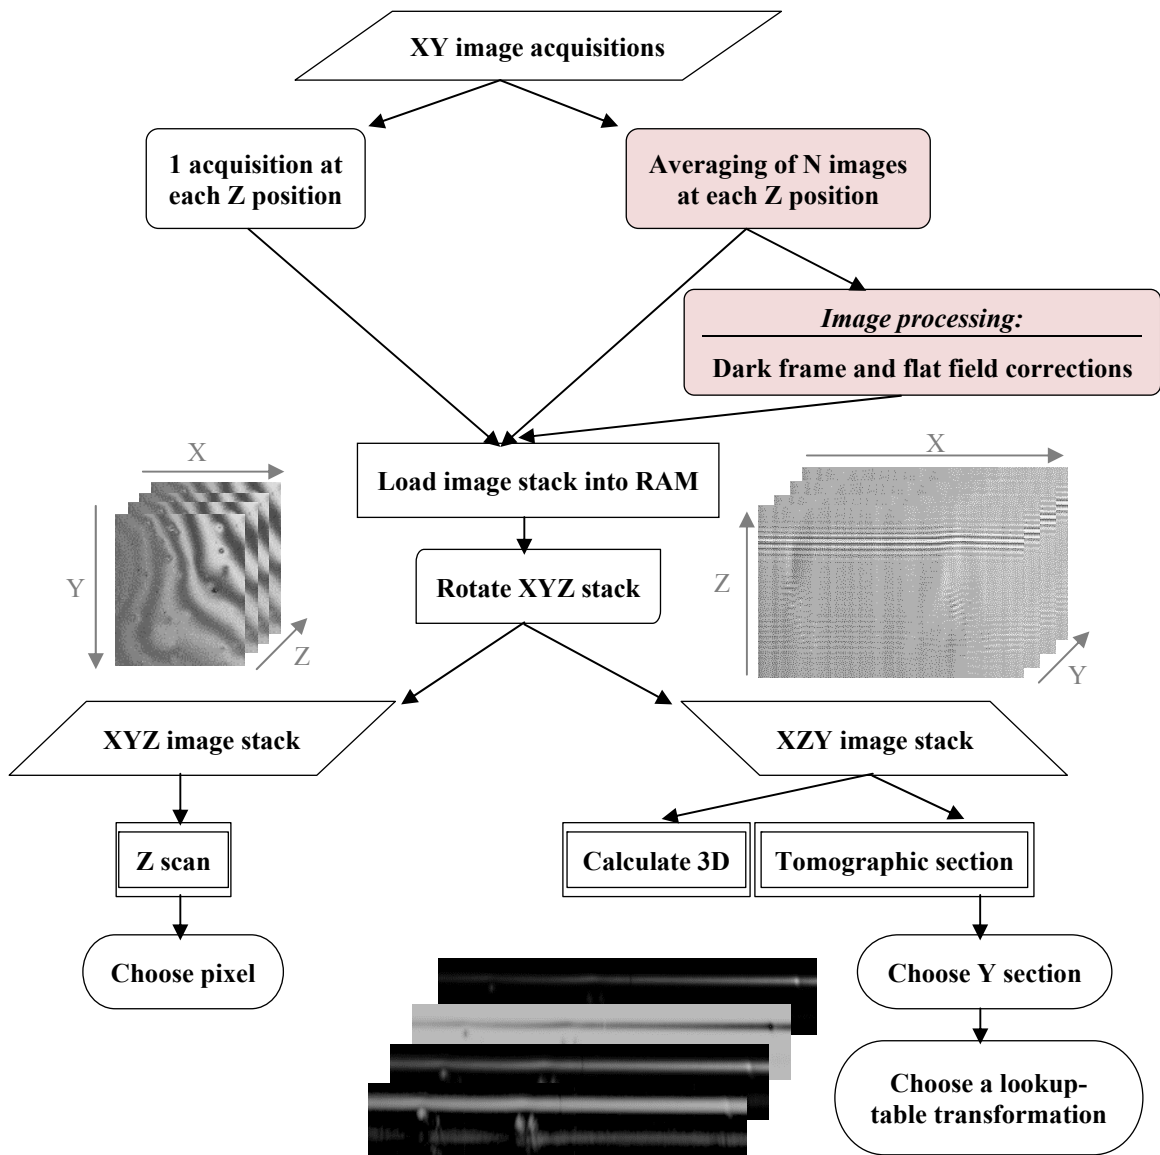 XY image acquisitions
1 acquisition at
each Z position
Averaging of N images
at each Z position
Image processing:
Dark frame and flat field corrections
X
Y
Z
Load image stack into RAM
Rotate XYZ stack
X
Z
Y
XYZ image stack
XZY image stack
Z scan
Calculate 3D
Tomographic section
Choose pixel
Choose Y section
Choose a lookup-
table transformation